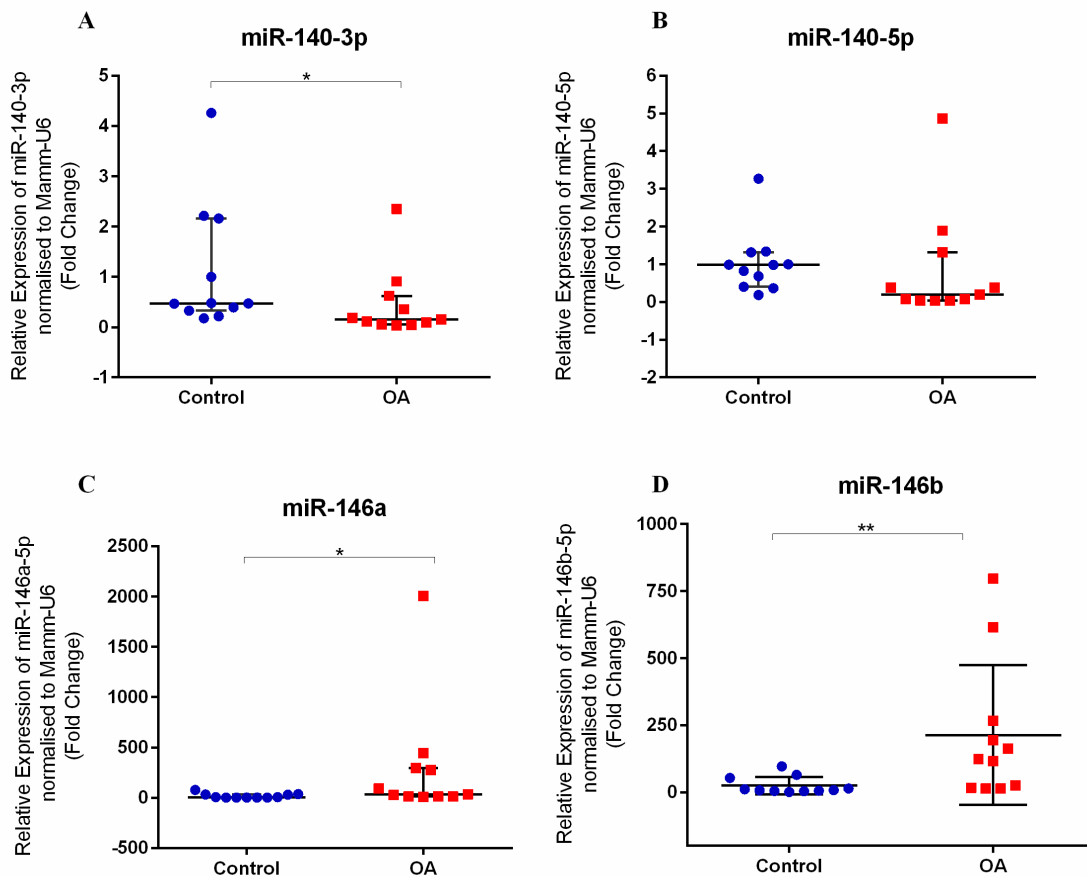 A
miR-140-3p
Relative Expression of miR-140-3p
normalised to Mamm-U6
(Fold Change)
5
4
3
2
1
0
-1
*
Control
OA
B
miR-140-5p
Relative Expression of miR-140-5p
normalised to Mamm-U6
(Fold Change)
6
5
4
3
2
1
0
-1
-2
Control
OA
C
miR-146a
Relative Expression of miR-146a-5p
normalised to Mamm-U6
(Fold Change)
2500
2000
1500
1000
500
0
-500
*
Control
OA
D
miR-146b
Relative Expression of miR-146b-5p
normalised to Mamm-U6
(Fold Change)
1000
750
500
250
0
**
Control
OA